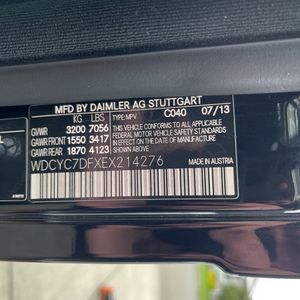 MFD BY DAIMLER AG STUTTGART
KG LBS TYPE:MPV C040 07/13
GVWR 3200 7056
GAWR FRONT 1550 3417
GAWR REAR 1870 4123
THIS VEHICLE CONFORMS TO ALL APPLICABLE
FEDERAL MOTOR VEHICLE SAFETY
STANDARDS IN EFFECT ON THE
DATE OF MANUFACTURE
SHOWN ABOVE.
WDCYC7DFXEX214276
MADE IN
AUSTRIA